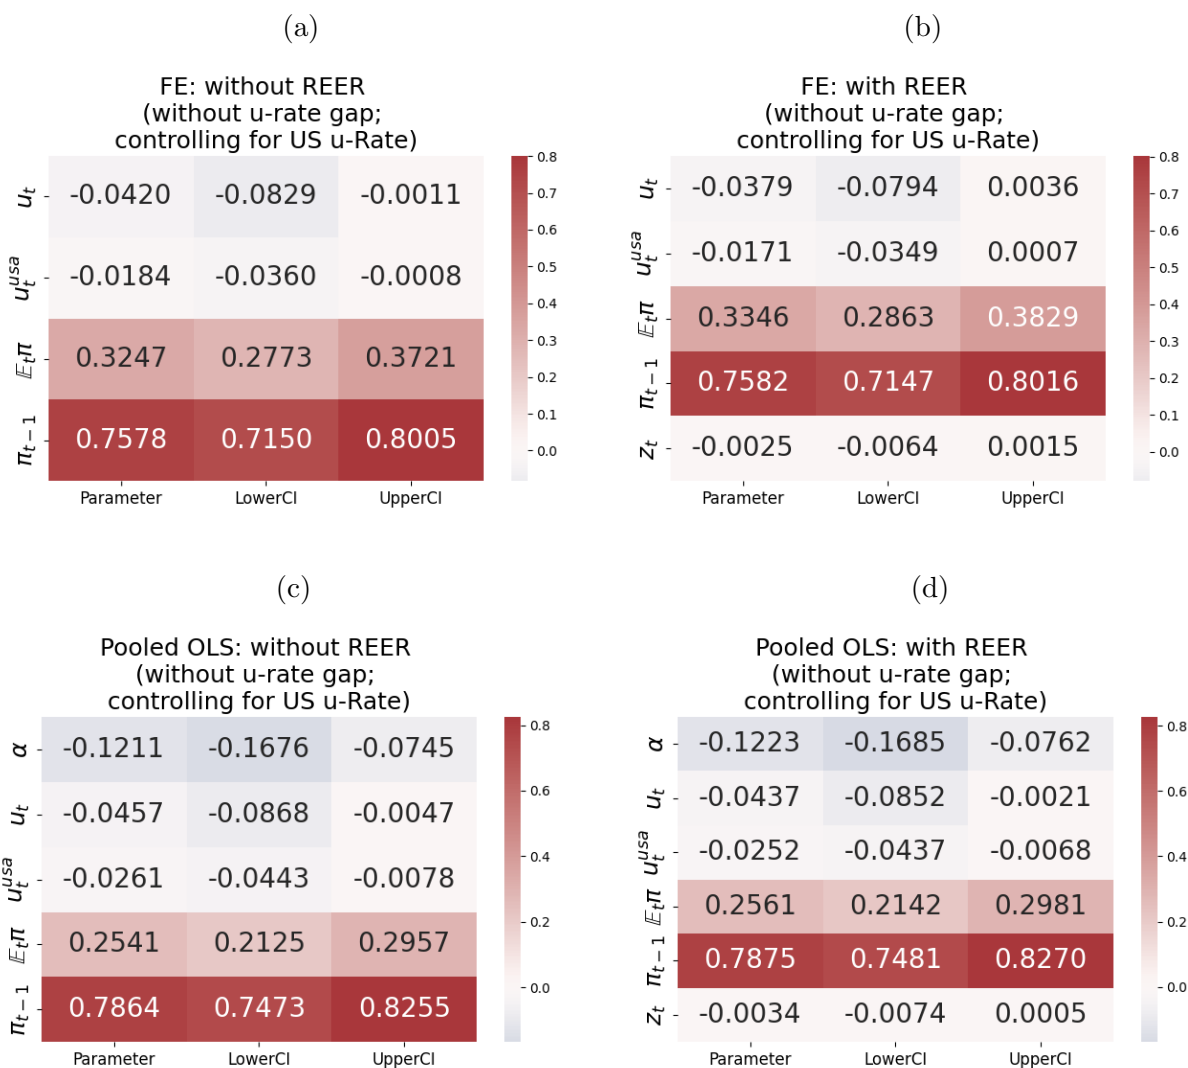 (a)
FE: without REER
(without u-rate gap;
controlling for US u-Rate)
u_t -0.0420 -0.0829 -0.0011
u_t^{usa} -0.0184 -0.0360 -0.0008
𝔼_tπ 0.3247 0.2773 0.3721
π_{t−1} 0.7578 0.7150 0.8005
Parameter LowerCI UpperCI
0.8
0.7
0.6
0.5
0.4
0.3
0.2
0.1
0.0
(b)
FE: with REER
(without u-rate gap;
controlling for US u-Rate)
u_t -0.0379 -0.0794 0.0036
u_t^{usa} -0.0171 -0.0349 0.0007
𝔼_tπ 0.3346 0.2863 0.3829
π_{t−1} 0.7582 0.7147 0.8016
z_t -0.0025 -0.0064 0.0015
Parameter LowerCI UpperCI
0.8
0.7
0.6
0.5
0.4
0.3
0.2
0.1
0.0
(c)
Pooled OLS: without REER
(without u-rate gap;
controlling for US u-Rate)
α -0.1211 -0.1676 -0.0745
u_t -0.0457 -0.0868 -0.0047
u_t^{usa} -0.0261 -0.0443 -0.0078
𝔼_tπ 0.2541 0.2125 0.2957
π_{t−1} 0.7864 0.7473 0.8255
Parameter LowerCI UpperCI
0.8
0.6
0.4
0.2
0.0
(d)
Pooled OLS: with REER
(without u-rate gap;
controlling for US u-Rate)
α -0.1223 -0.1685 -0.0762
u_t -0.0437 -0.0852 -0.0021
u_t^{usa} -0.0252 -0.0437 -0.0068
𝔼_tπ 0.2561 0.2142 0.2981
π_{t−1} 0.7875 0.7481 0.8270
z_t -0.0034 -0.0074 0.0005
Parameter LowerCI UpperCI
0.8
0.6
0.4
0.2
0.0